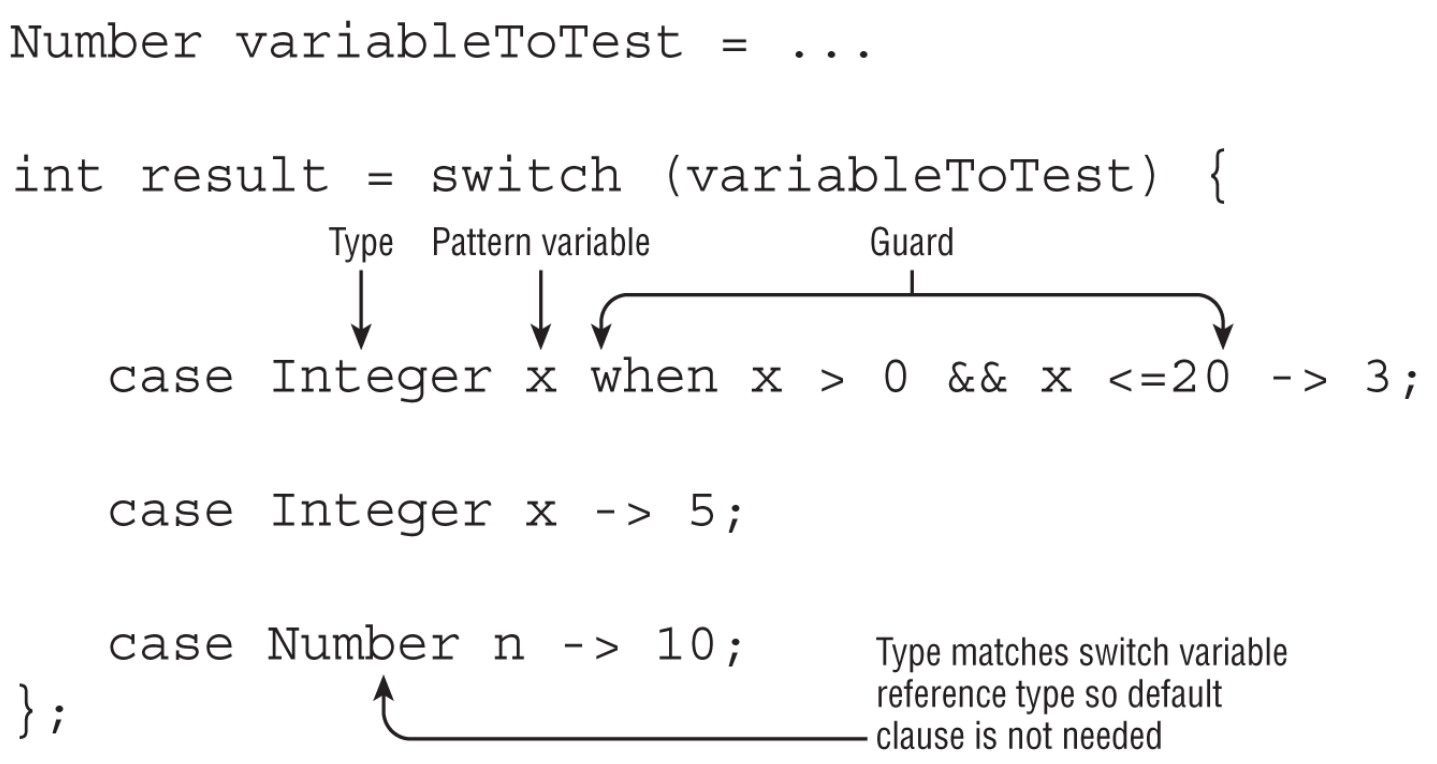 Number variableToTest = ...
int result = switch (variableToTest) {
Type Pattern variable Guard
case Integer x when x > 0 && x <=20 -> 3;
case Integer x -> 5;
case Number n -> 10;
Type matches switch variable
reference type so default
clause is not needed
};